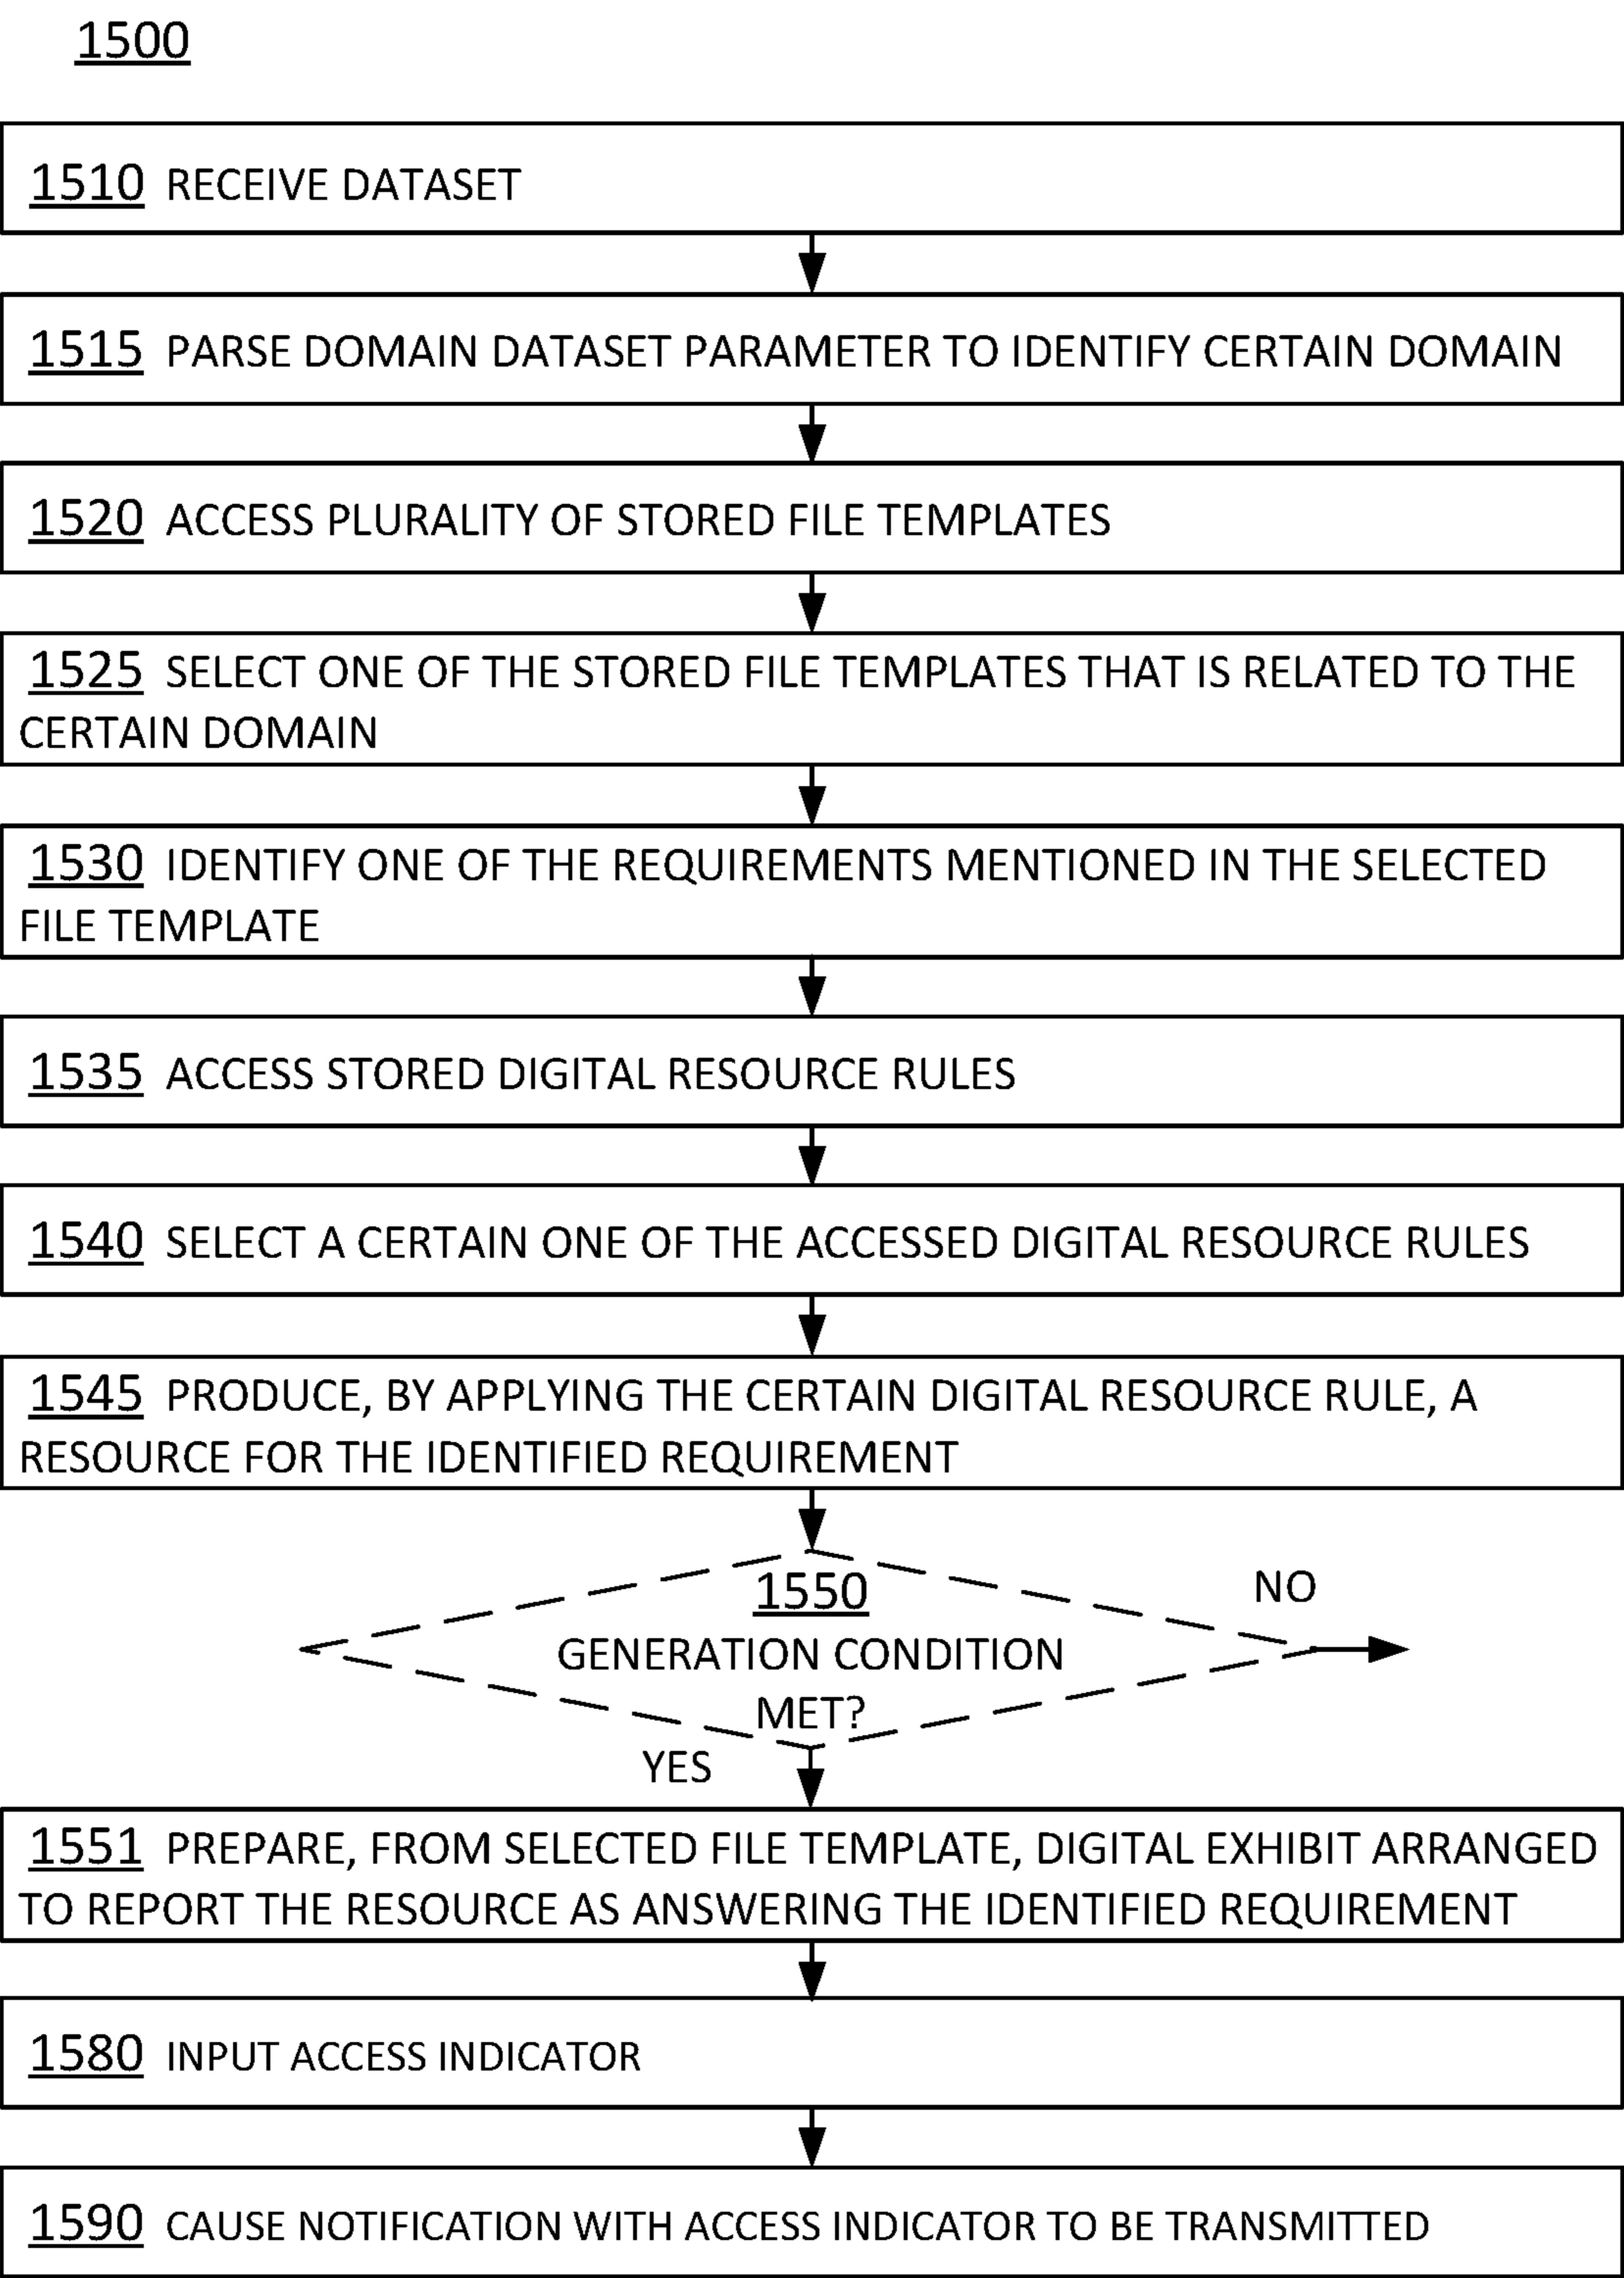 1500
1510 RECEIVE DATASET
1515 PARSE DOMAIN DATASET PARAMETER TO IDENTIFY CERTAIN DOMAIN
1520 ACCESS PLURALITY OF STORED FILE TEMPLATES
1525 SELECT ONE OF THE STORED FILE TEMPLATES THAT IS RELATED TO THE
CERTAIN DOMAIN
1530 IDENTIFY ONE OF THE REQUIREMENTS MENTIONED IN THE SELECTED
FILE TEMPLATE
1535 ACCESS STORED DIGITAL RESOURCE RULES
1540 SELECT A CERTAIN ONE OF THE ACCESSED DIGITAL RESOURCE RULES
1545 PRODUCE, BY APPLYING THE CERTAIN DIGITAL RESOURCE RULE, A
RESOURCE FOR THE IDENTIFIED REQUIREMENT
1550
GENERATION CONDITION
MET?
NO
YES
1551 PREPARE, FROM SELECTED FILE TEMPLATE, DIGITAL EXHIBIT ARRANGED
TO REPORT THE RESOURCE AS ANSWERING THE IDENTIFIED REQUIREMENT
1580 INPUT ACCESS INDICATOR
1590 CAUSE NOTIFICATION WITH ACCESS INDICATOR TO BE TRANSMITTED